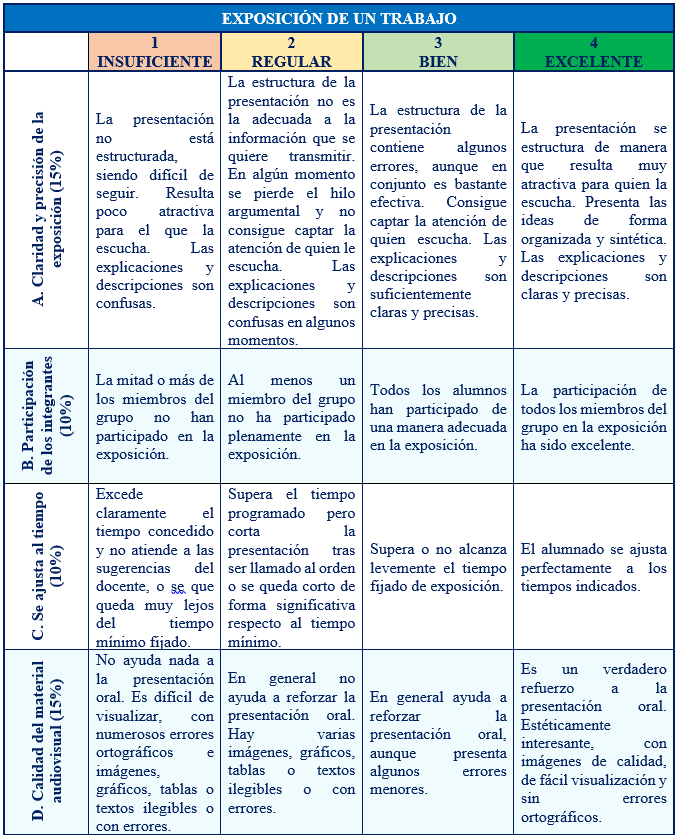 EXPOSICIÓN DE UN TRABAJO
1
INSUFICIENTE
2
REGULAR
3
BIEN
4
EXCELENTE
A. Claridad y precisión de la
exposición (15%)
La presentación
no está
estructurada,
siendo difícil de
seguir. Resulta
poco atractiva
para el que la
escucha. Las
explicaciones y
descripciones son
confusas.
La estructura de la
presentación no es
la adecuada a la
información que se
quiere transmitir.
En algún momento
se pierde el hilo
argumental y no
consigue captar la
atención de quien le
escucha. Las
explicaciones y
descripciones son
confusas en algunos
momentos.
La estructura de la
presentación
contiene algunos
errores, aunque en
conjunto es bastante
efectiva. Consigue
captar la atención de
quien escucha. Las
explicaciones y
descripciones son
suficientemente
claras y precisas.
La presentación se
estructura de manera
que resulta muy
atractiva para quien la
escucha. Presenta las
ideas de forma
organizada y sintética.
Las explicaciones y
descripciones son
claras y precisas.
B. Participación
de los integrantes
(10%)
La mitad o más de
los miembros del
grupo no han
participado en la
exposición.
Al menos un
miembro del grupo
no ha participado
plenamente en la
exposición.
Todos los alumnos
han participado de
una manera adecuada
en la exposición.
La participación de
todos los miembros del
grupo en la exposición
ha sido excelente.
C. Se ajusta al tiempo
(10%)
Excede
claramente el
tiempo concedido
y no atiende a las
sugerencias del
docente, o se que
queda muy lejos
del tiempo
mínimo fijado.
Supera el tiempo
programado pero
corta la
presentación tras
ser llamado al orden
o se queda corto de
forma significativa
respecto al tiempo
mínimo.
Supera o no alcanza
levemente el tiempo
fijado de exposición.
El alumnado se ajusta
perfectamente a los
tiempos indicados.
D. Calidad del material
audiovisual (15%)
No ayuda nada a
la presentación
oral. Es difícil de
visualizar, con
numerosos errores
ortográficos e
imágenes,
gráficos, tablas o
textos ilegibles o
con errores.
En general no
ayuda a reforzar la
presentación oral.
Hay varias
imágenes, gráficos,
tablas o textos
ilegibles o con
errores.
En general ayuda a
reforzar la
presentación oral,
aunque presenta
algunos errores
menores.
Es un verdadero
refuerzo a la
presentación oral.
Estéticamente
interesante, con
imágenes de calidad,
de fácil visualización y
sin errores
ortográficos.